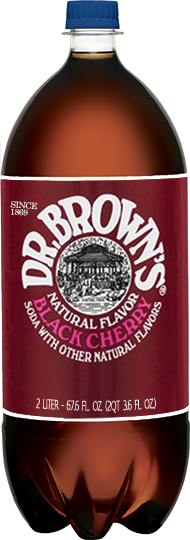 SINCE
1869
DR. BROWN'S®
NATURAL FLAVOR
BLACK CHERRY
SODA WITH OTHER NATURAL FLAVORS
2 LITER - 67.6 FL. OZ (2QT 3.6 FL. OZ)